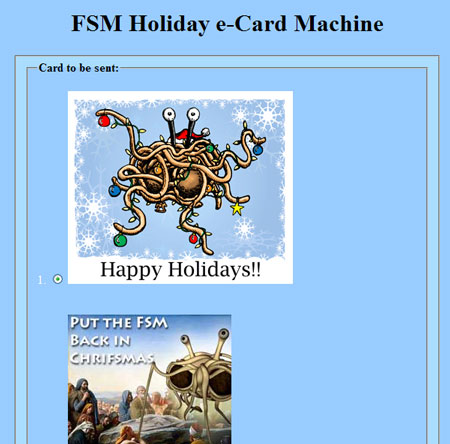 FSM Holiday e-Card Machine
Card to be sent:
Happy Holidays!!
1.
Put the FSM
Back in
Chrifsmas